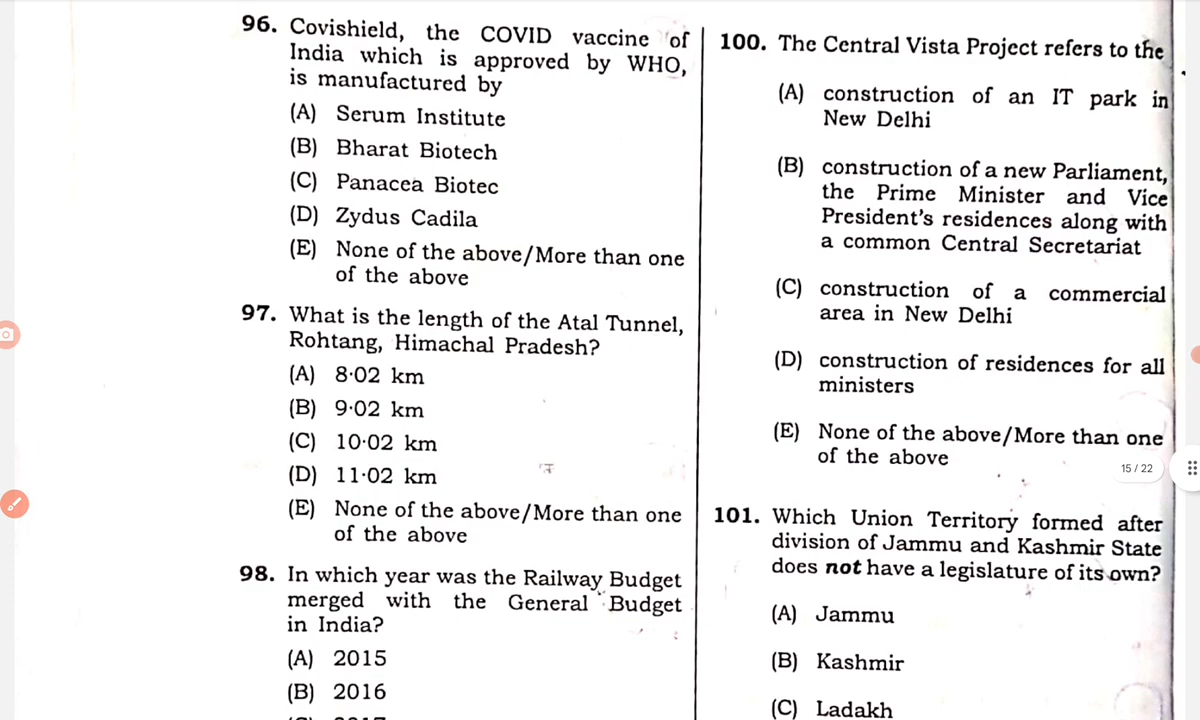 96. Covishield, the COVID vaccine of
India which is approved by WHO,
is manufactured by
(A) Serum Institute
(B) Bharat Biotech
(C) Panacea Biotec
(D) Zydus Cadila
(E) None of the above/More than one
of the above
97. What is the length of the Atal Tunnel,
Rohtang, Himachal Pradesh?
(A) 8·02 km
(B) 9·02 km
(C) 10·02 km
(D) 11·02 km
(E) None of the above/More than one
of the above
98. In which year was the Railway Budget
merged with the General Budget
in India?
(A) 2015
(B) 2016
100. The Central Vista Project refers to the
(A) construction of an IT park in
New Delhi
(B) construction of a new Parliament,
the Prime Minister and Vice
President's residences along with
a common Central Secretariat
(C) construction of a commercial
area in New Delhi
(D) construction of residences for all
ministers
(E) None of the above/More than one
of the above
15 / 22
101. Which Union Territory formed after
division of Jammu and Kashmir State
does not have a legislature of its own?
(A) Jammu
(B) Kashmir
(C) Ladakh